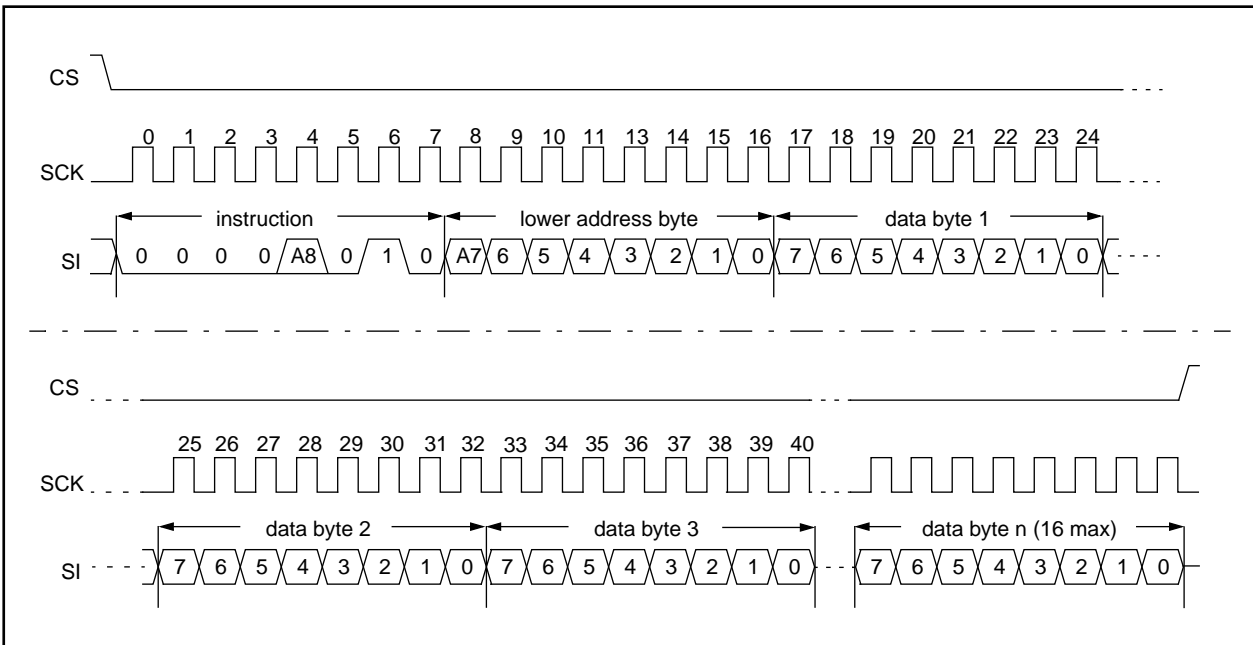 CS
0 1 2 3 4 5 6 7 8 9 10 11 13 14 15 16 17 18 19 20 21 22 23 24
SCK
instruction lower address byte data byte 1
SI 0 0 0 0 A8 0 1 0 A7 6 5 4 3 2 1 0 7 6 5 4 3 2 1 0
CS
25 26 27 28 29 30 31 32 33 34 35 36 37 38 39 40
SCK
data byte 2 data byte 3 data byte n (16 max)
SI 7 6 5 4 3 2 1 0 7 6 5 4 3 2 1 0 7 6 5 4 3 2 1 0